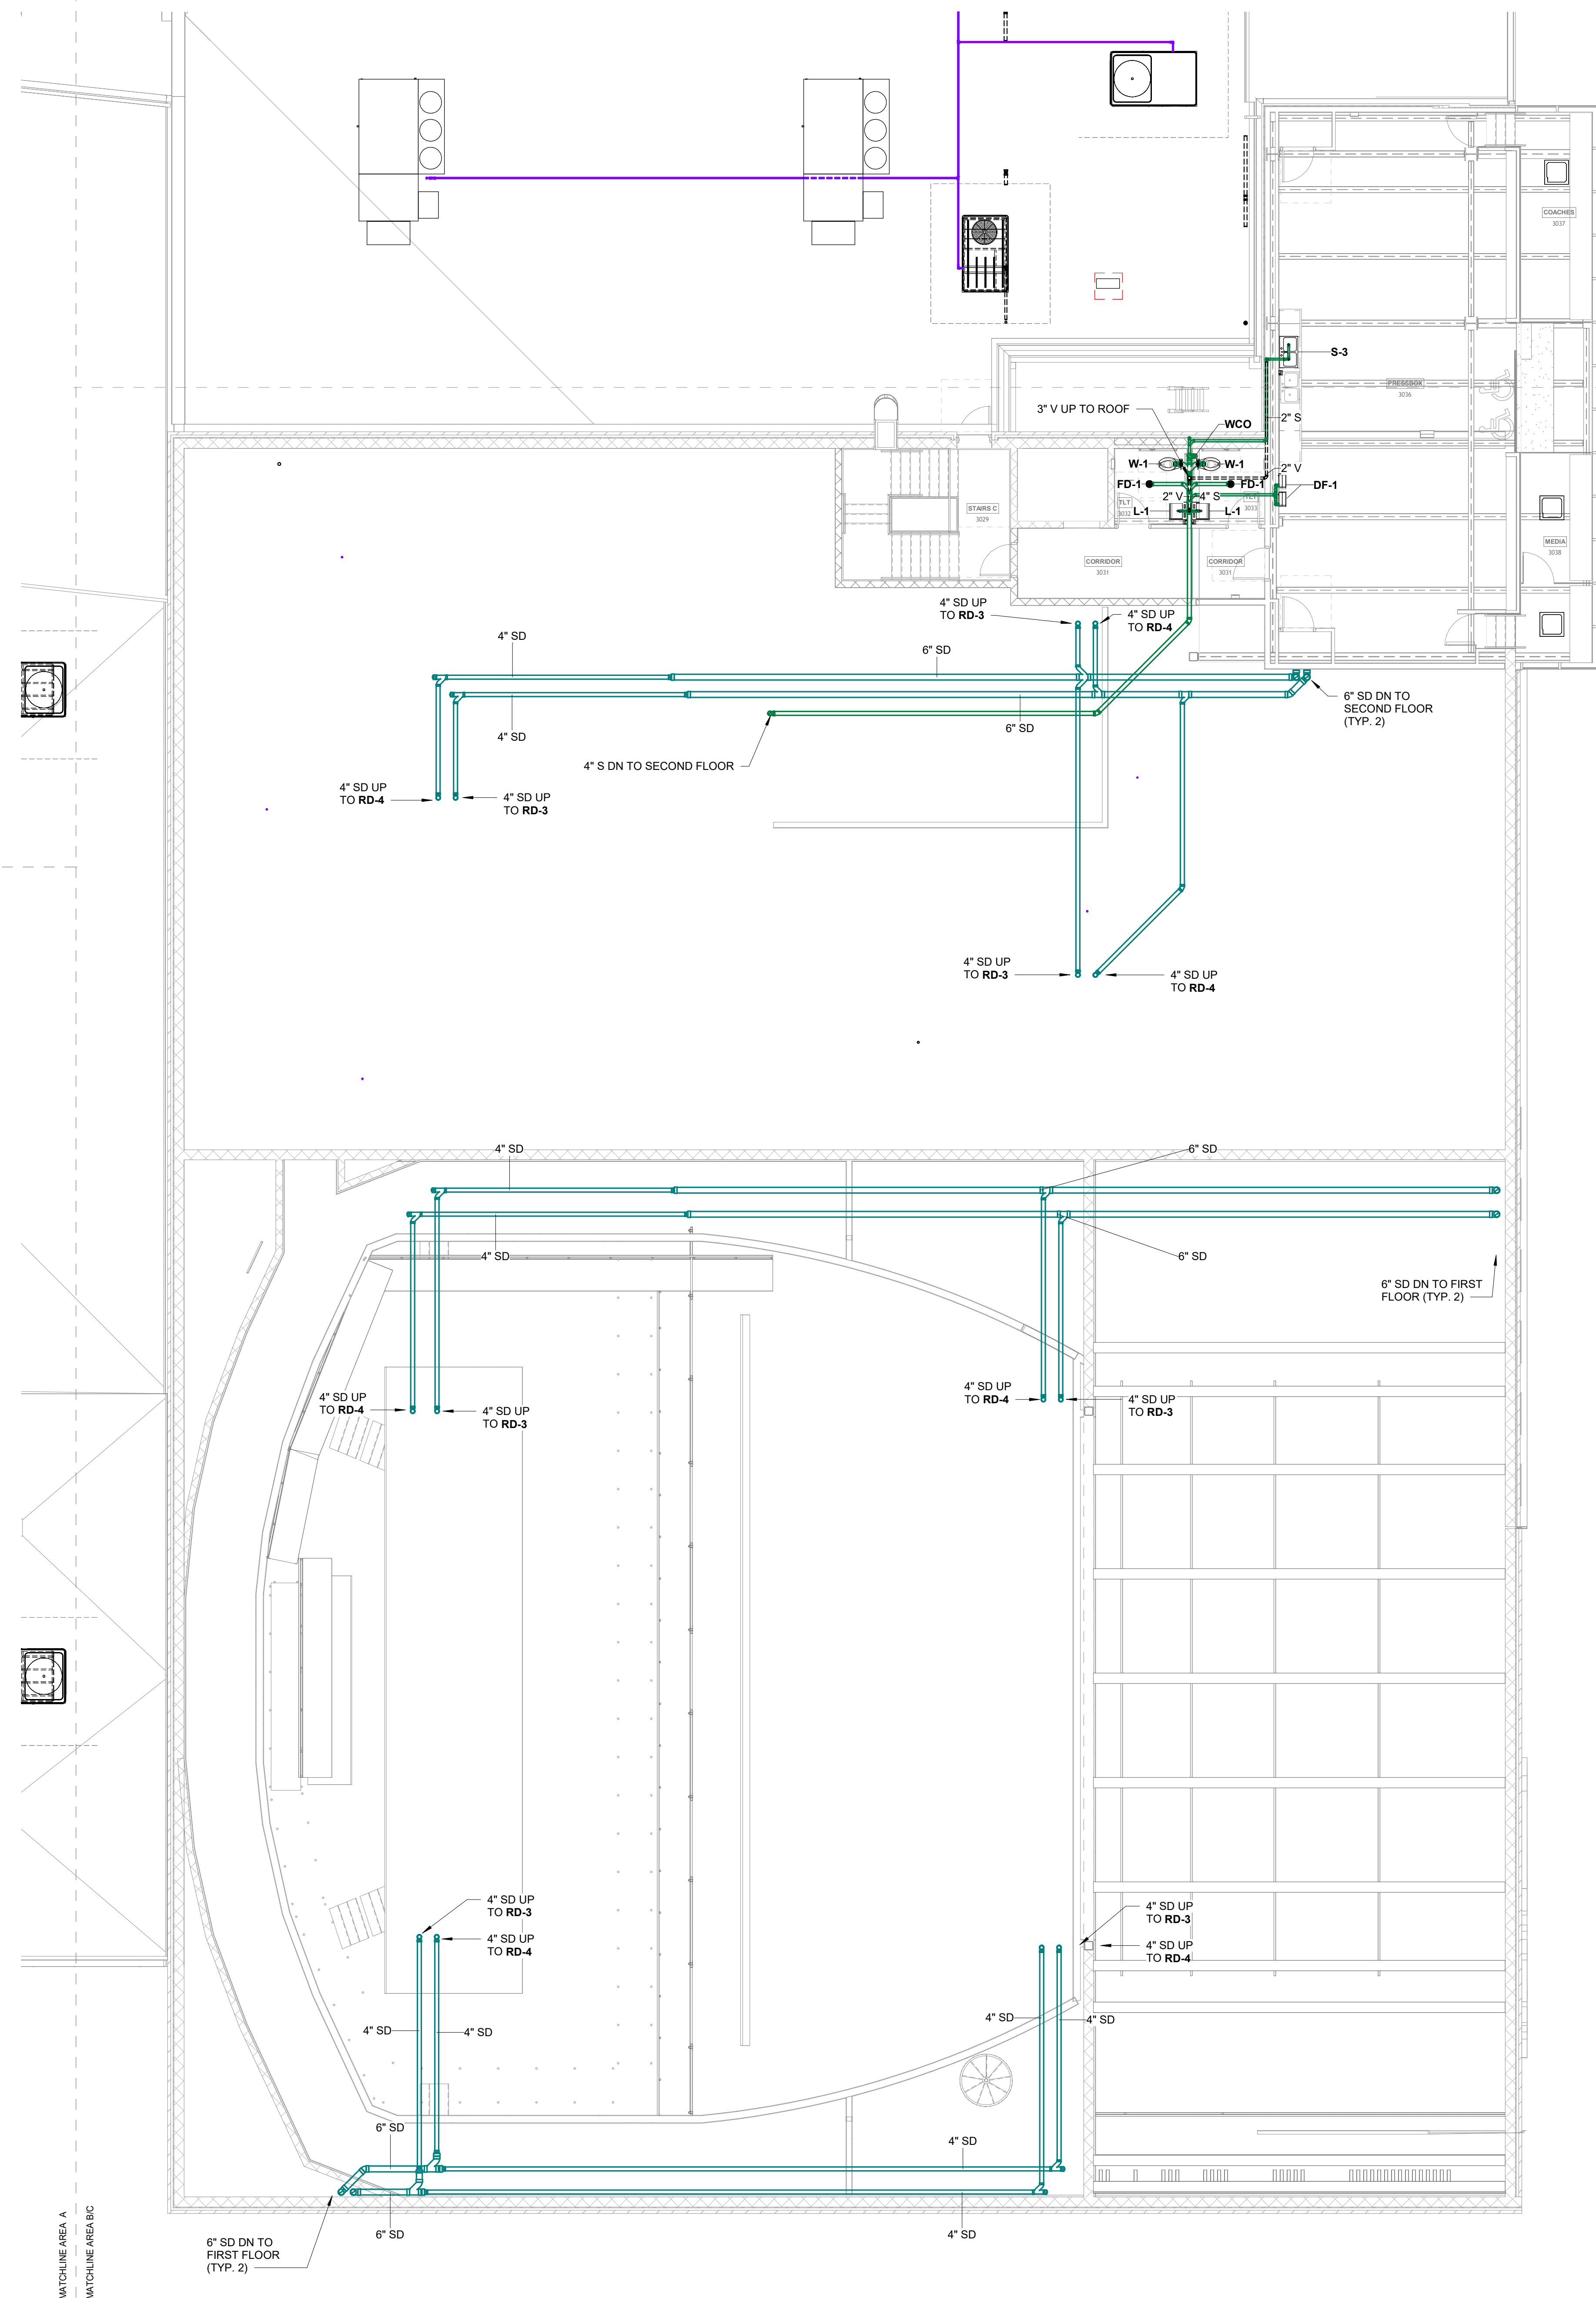 COACHES
3037
S-3
PRESSBOX
3036
3" V UP TO ROOF
WCO
2" S
W-1
W-1
2" V
FD-1
FD-1
DF-1
2" V
4" S
TLT
3032
TLT
3033
L-1
L-1
STAIRS C
3029
MEDIA
3038
CORRIDOR
3031
CORRIDOR
3031
4" SD UP
TO RD-3
4" SD UP
TO RD-4
4" SD
6" SD
6" SD DN TO
SECOND FLOOR
(TYP. 2)
4" SD
6" SD
4" S DN TO SECOND FLOOR
4" SD UP
TO RD-4
4" SD UP
TO RD-3
4" SD UP
TO RD-3
4" SD UP
TO RD-4
4" SD
6" SD
4" SD
6" SD
6" SD DN TO FIRST
FLOOR (TYP. 2)
4" SD UP
TO RD-4
4" SD UP
TO RD-3
4" SD UP
TO RD-4
4" SD UP
TO RD-3
4" SD UP
TO RD-3
4" SD UP
TO RD-4
4" SD UP
TO RD-3
4" SD UP
TO RD-4
4" SD
4" SD
4" SD
4" SD
6" SD
4" SD
6" SD
4" SD
6" SD DN TO
FIRST FLOOR
(TYP. 2)
MATCHLINE AREA A
MATCHLINE AREA B/C